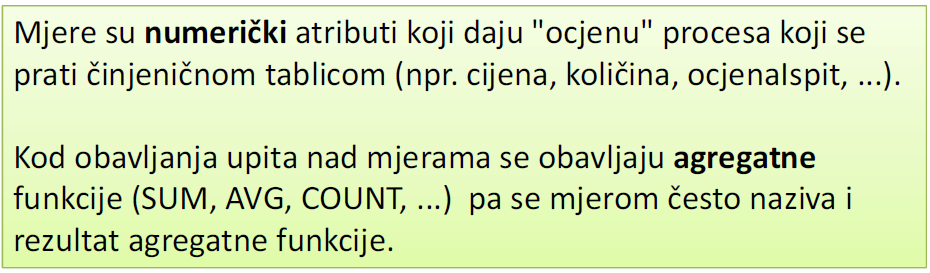 Mjere su numerički atributi koji daju "ocjenu" procesa koji se
prati činjeničnom tablicom (npr. cijena, količina, ocjenaIspit, ...).
Kod obavljanja upita nad mjerama se obavljaju agregatne
funkcije (SUM, AVG, COUNT, ...)  pa se mjerom često naziva i
rezultat agregatne funkcije.